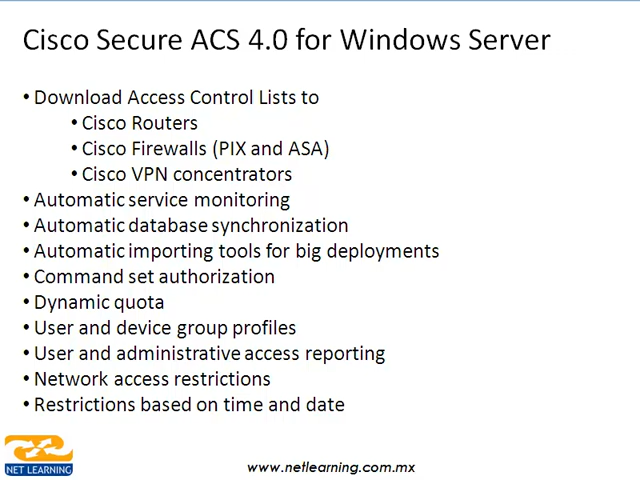 Cisco Secure ACS 4.0 for Windows Server
• Download Access Control Lists to
• Cisco Routers
• Cisco Firewalls (PIX and ASA)
• Cisco VPN concentrators
• Automatic service monitoring
• Automatic database synchronization
• Automatic importing tools for big deployments
• Command set authorization
• Dynamic quota
• User and device group profiles
• User and administrative access reporting
• Network access restrictions
• Restrictions based on time and date
NET LEARNING
www.netlearning.com.mx